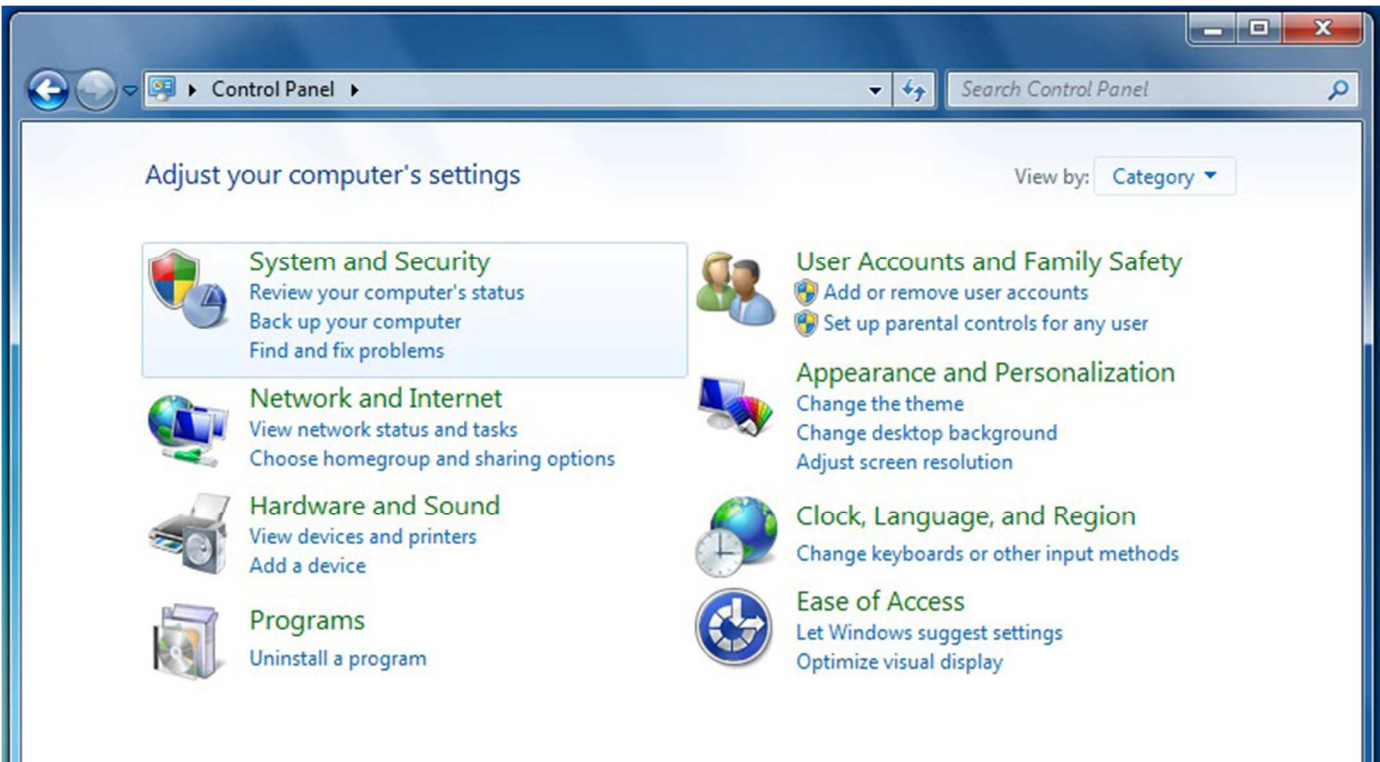 Control Panel
Search Control Panel
Adjust your computer's settings
View by: Category
System and Security
Review your computer's status
Back up your computer
Find and fix problems
Network and Internet
View network status and tasks
Choose homegroup and sharing options
Hardware and Sound
View devices and printers
Add a device
Programs
Uninstall a program
User Accounts and Family Safety
Add or remove user accounts
Set up parental controls for any user
Appearance and Personalization
Change the theme
Change desktop background
Adjust screen resolution
Clock, Language, and Region
Change keyboards or other input methods
Ease of Access
Let Windows suggest settings
Optimize visual display